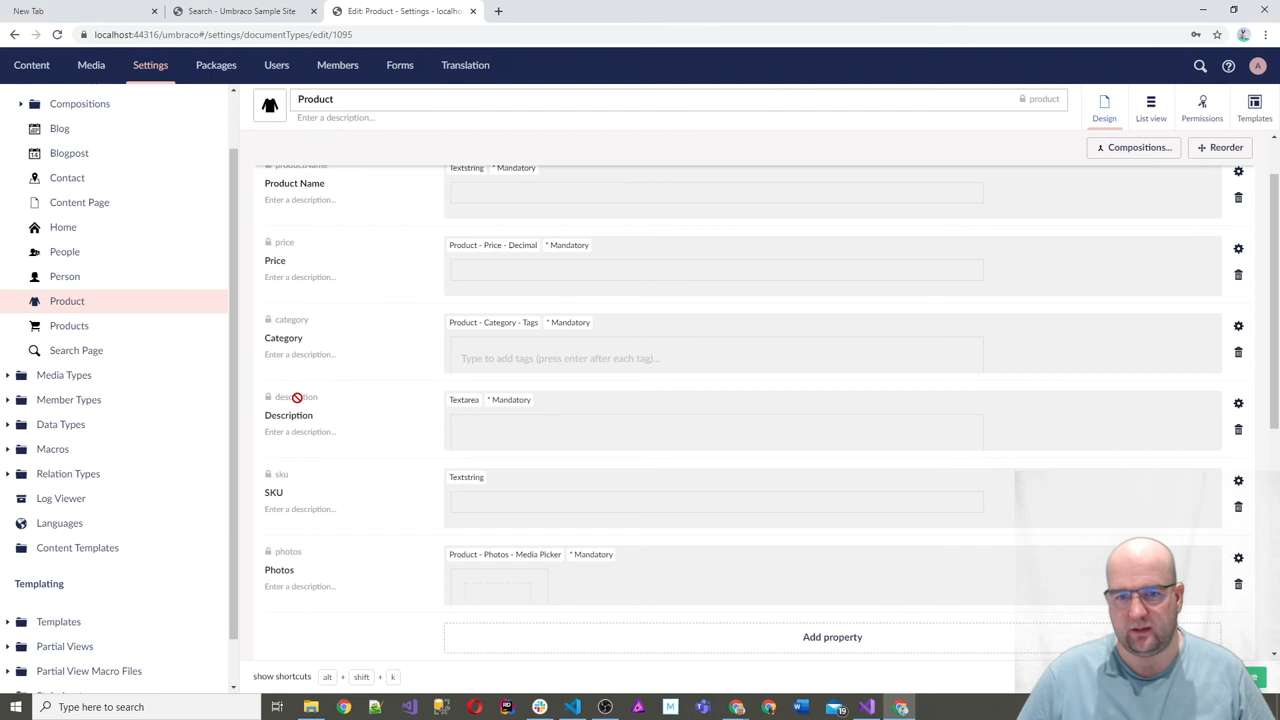 New Tab
Search - Umbraco Sample Site
Edit: Product - Settings - localhos
localhost:44316/umbraco#/settings/documentTypes/edit/1095
Content Media Settings Packages Users Members Forms Translation
A
Compositions
Blog
Blogpost
Contact
Content Page
Home
People
Person
Product
Products
Search Page
Media Types
Member Types
Data Types
Macros
Relation Types
Log Viewer
Languages
Content Templates
Templating
Templates
Partial Views
Partial View Macro Files
Product
product
Enter a description...
Design
List view
Permissions
Templates
Compositions...
Reorder
productName
Product Name
Enter a description...
Textstring * Mandatory
price
Price
Enter a description...
Product - Price - Decimal * Mandatory
category
Category
Enter a description...
Product - Category - Tags * Mandatory
Type to add tags (press enter after each tag)...
Description
Enter a description...
Textarea * Mandatory
sku
SKU
Enter a description...
Textstring
photos
Photos
Enter a description...
Product - Photos - Media Picker * Mandatory
Add property
show shortcuts alt + shift + k
Type here to search
19